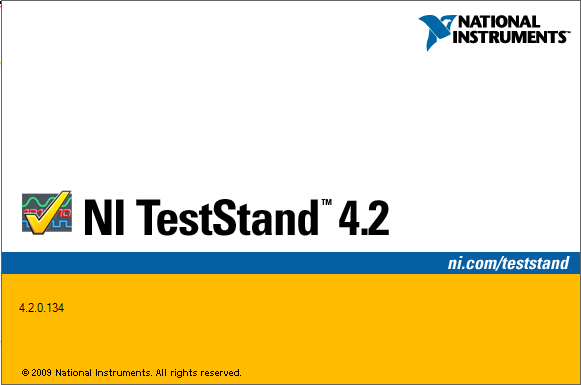 NATIONAL
INSTRUMENTS™
NI TestStand™ 4.2
ni.com/teststand
4.2.0.134
© 2009 National Instruments. All rights reserved.